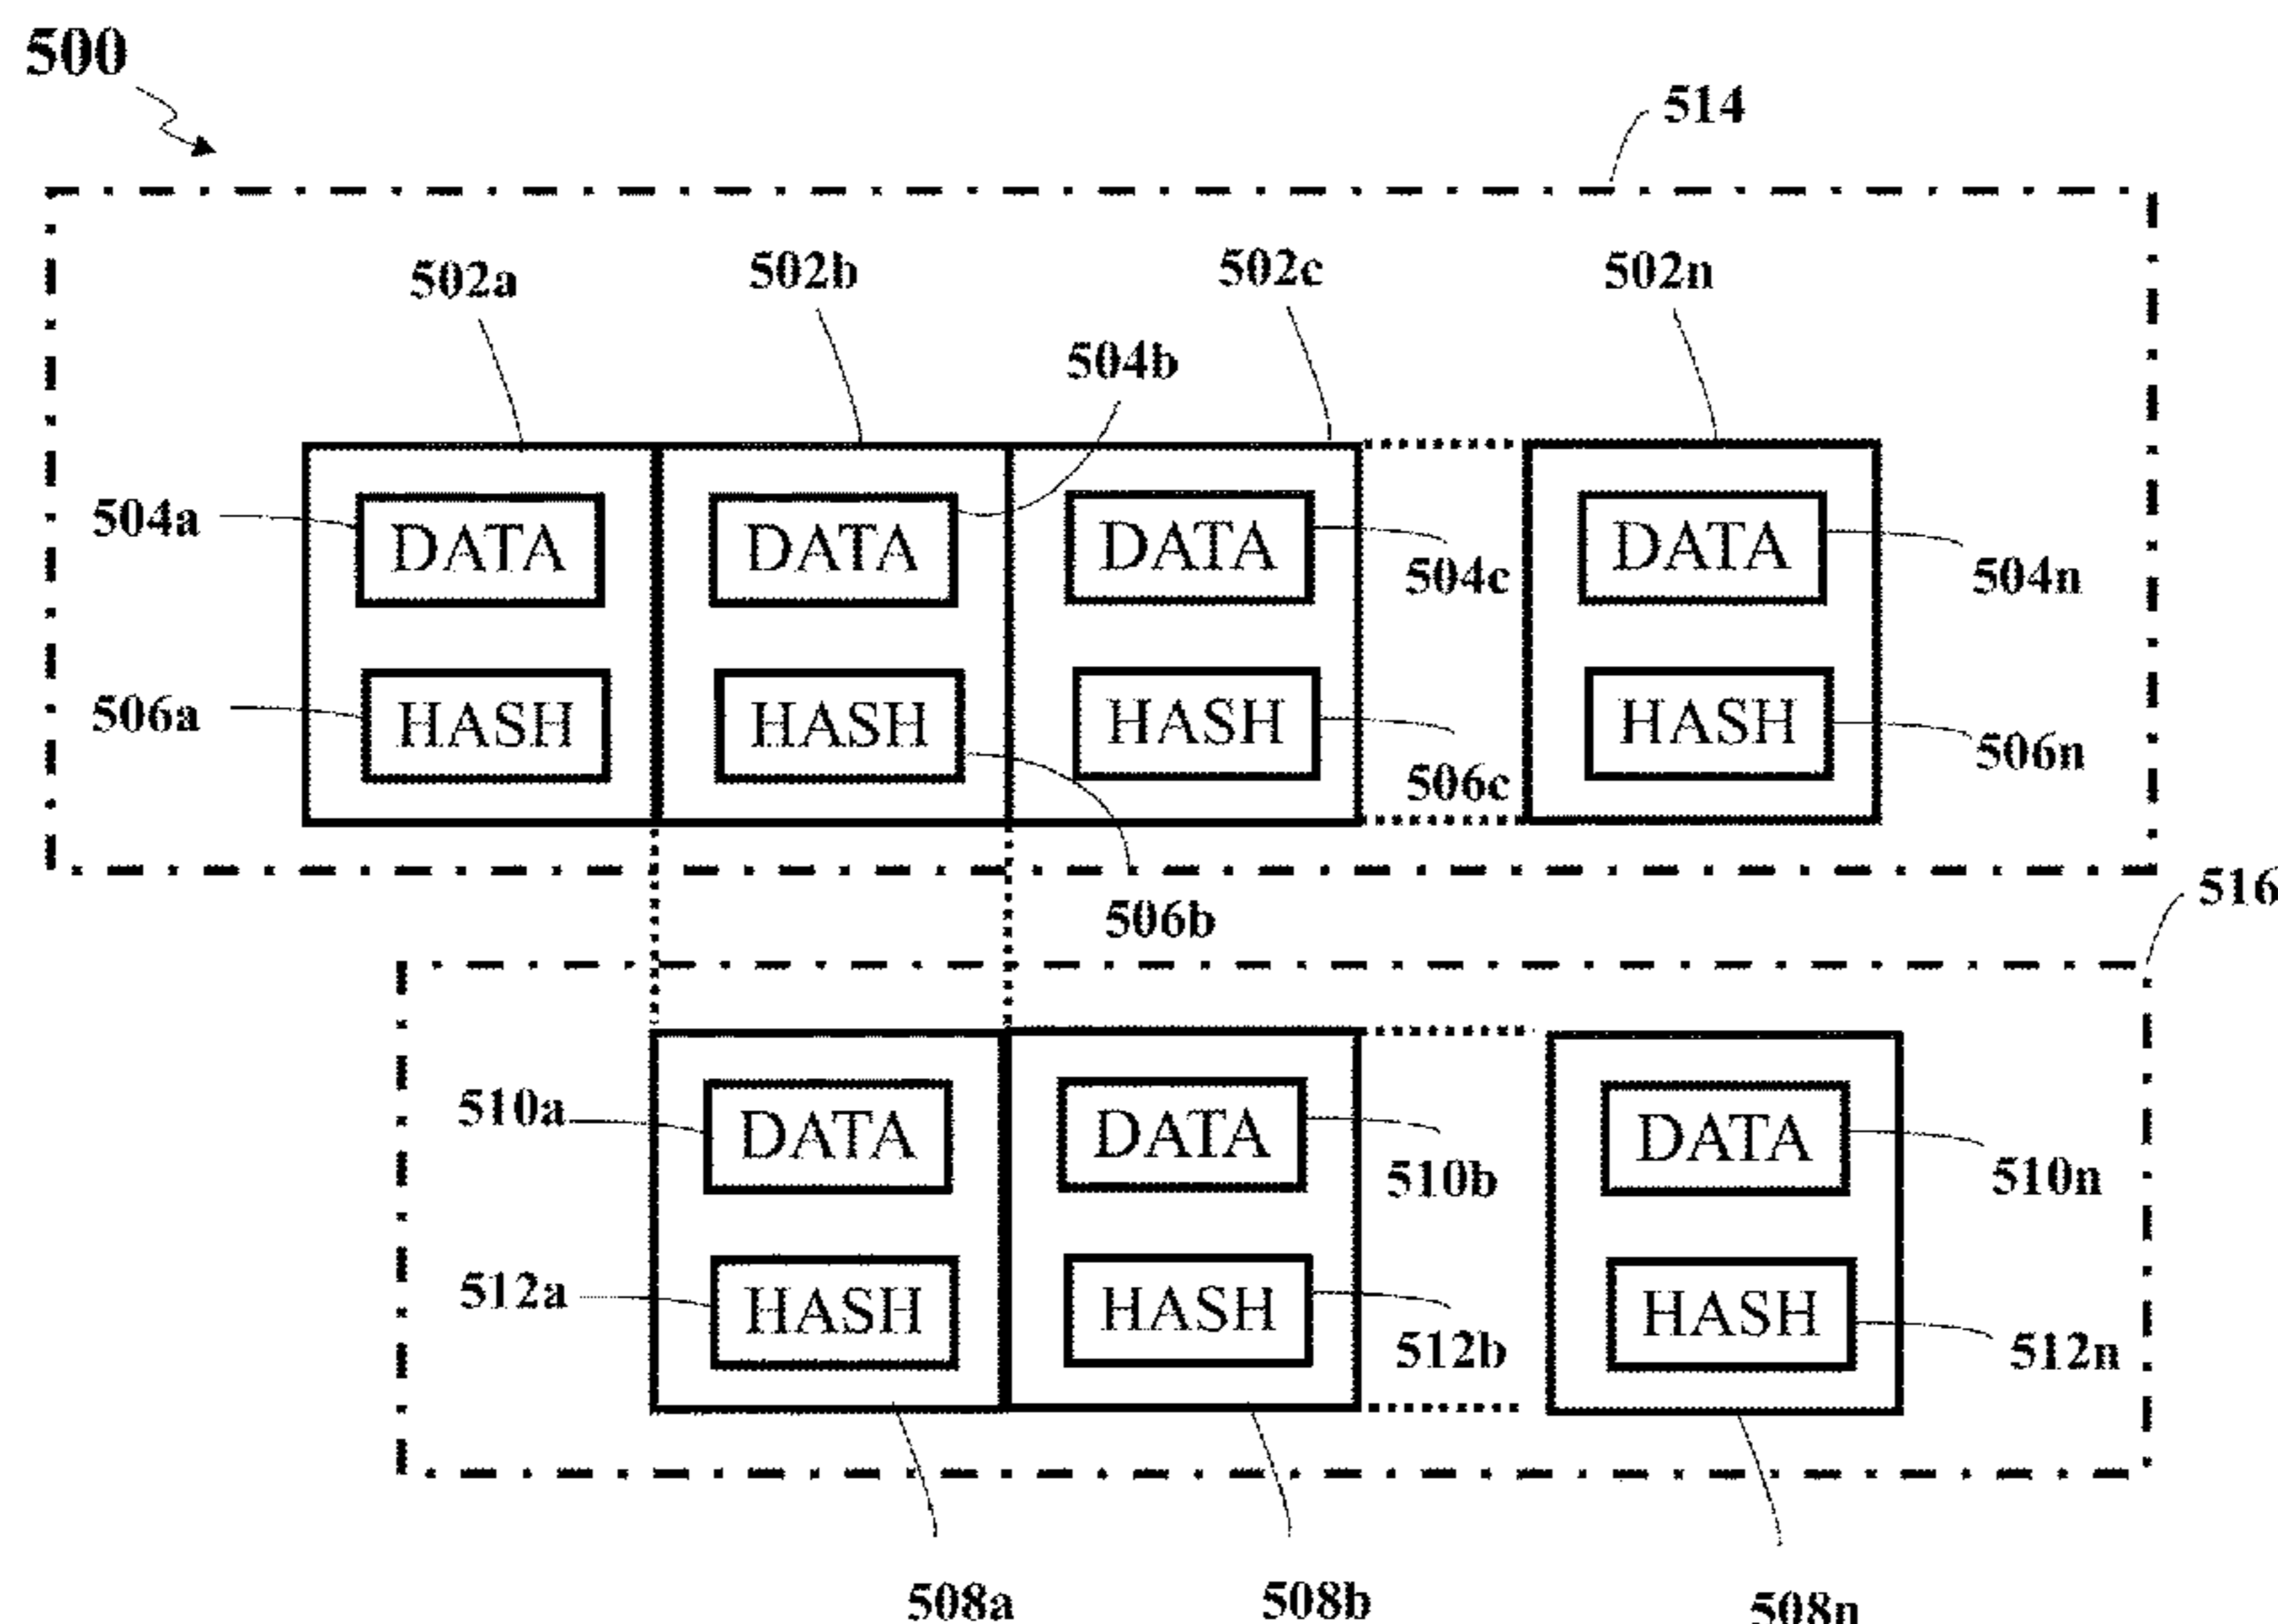 500
514
502a 502b 502c 502n
504b
504a DATA DATA DATA DATA
504c 504n
506a HASH HASH HASH HASH
506c 506n
516
506b
510a DATA DATA DATA
510b 510n
512a HASH HASH HASH
512b 512n
508a 508b 508n